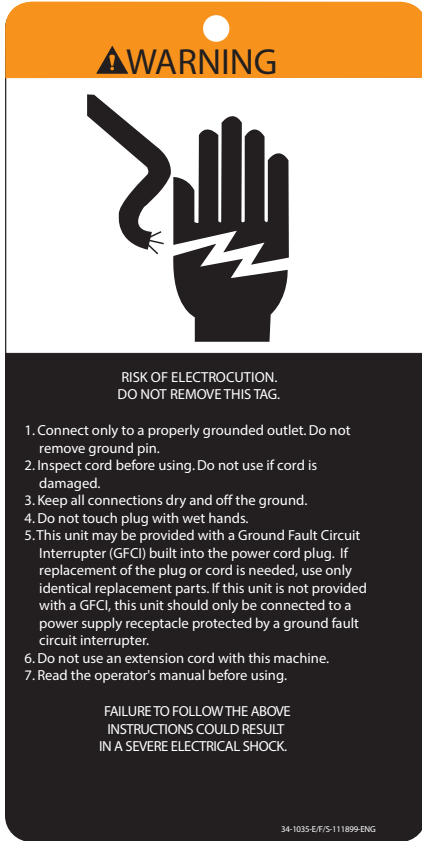 WARNING
RISK OF ELECTROCUTION.
DO NOT REMOVE THIS TAG.
1. Connect only to a properly grounded outlet. Do not
remove ground pin.
2. Inspect cord before using. Do not use if cord is
damaged.
3. Keep all connections dry and off the ground.
4. Do not touch plug with wet hands.
5. This unit may be provided with a Ground Fault Circuit
Interrupter (GFCI) built into the power cord plug. If
replacement of the plug or cord is needed, use only
identical replacement parts. If this unit is not provided
with a GFCI, this unit should only be connected to a
power supply receptacle protected by a ground fault
circuit interrupter.
6. Do not use an extension cord with this machine.
7. Read the operator's manual before using.
FAILURE TO FOLLOW THE ABOVE
INSTRUCTIONS COULD RESULT
IN A SEVERE ELECTRICAL SHOCK.
34-1035-E/F/S-111899-ENG